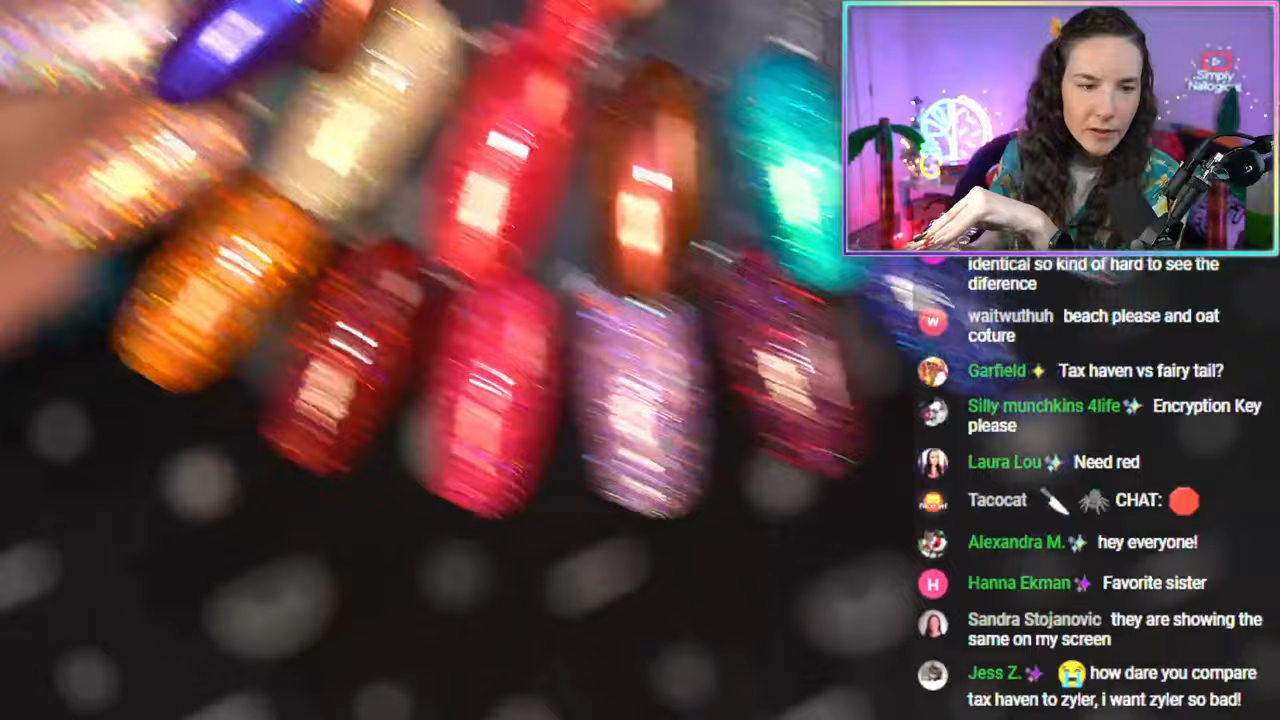 Simply
Nailogical
identical so kind of hard to see the
diference
waitwuthuh beach please and oat
coture
Garfield Tax haven vs fairy tail?
Silly munchkins 4life Encryption Key
please
Laura Lou Need red
Tacocat CHAT:
Alexandra M. hey everyone!
H
Hanna Ekman Favorite sister
Sandra Stojanovic they are showing the
same on my screen
Jess Z. how dare you compare
tax haven to zyler, i want zyler so bad!